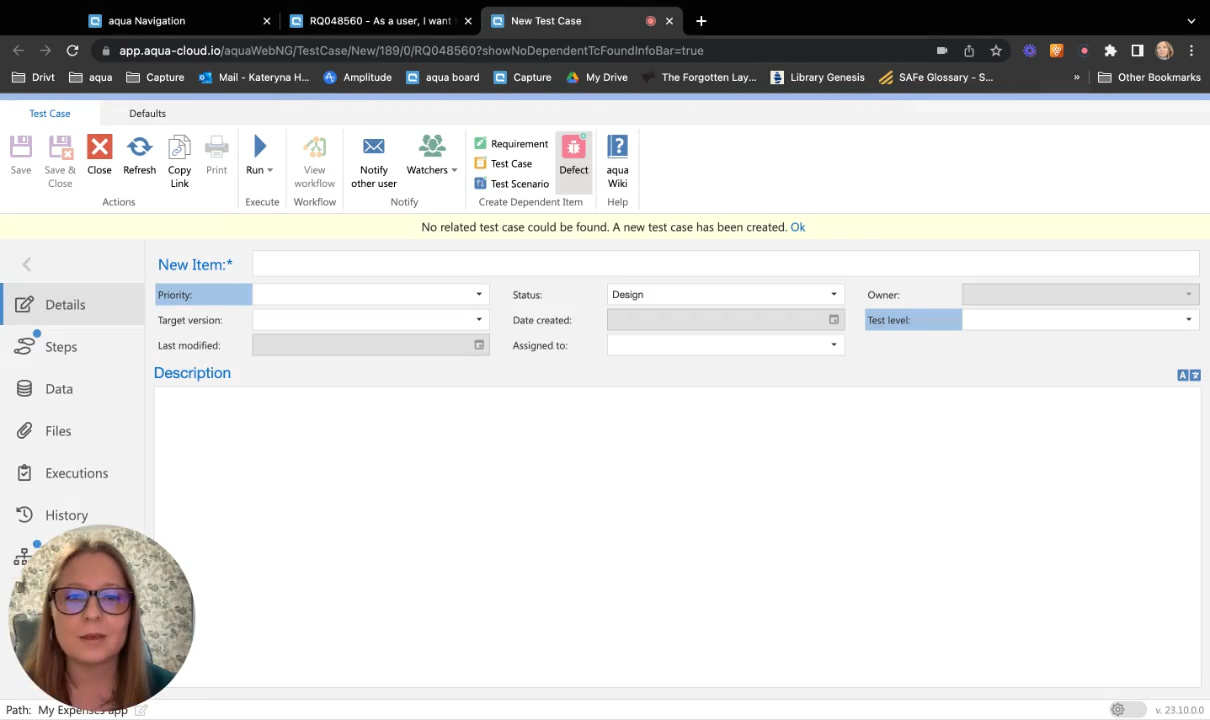 aqua Navigation
RQ048560 - As a user, I want
New Test Case
app.aqua-cloud.io/aquaWebNG/TestCase/New/189/0/RQ048560?showNoDependentTcFoundInfoBar=true
Drivt
aqua
Capture
Mail - Kateryna H...
Amplitude
aqua board
Capture
My Drive
The Forgotten Lay...
Library Genesis
SAFe Glossary - S...
»
Other Bookmarks
Test Case
Defaults
Save
Save & Close
Close
Refresh
Copy Link
Print
Actions
Run
Execute
View workflow
Workflow
Notify other user
Watchers
Notify
Requirement
Test Case
Test Scenario
Defect
Create Dependent Item
aqua Wiki
Help
No related test case could be found. A new test case has been created. Ok
New Item:*
Priority:
Status:
Design
Owner:
Target version:
Date created:
Test level:
Last modified:
Assigned to:
Description
Details
Steps
Data
Files
Executions
History
Path: My Expenses app
v. 23.10.0.0